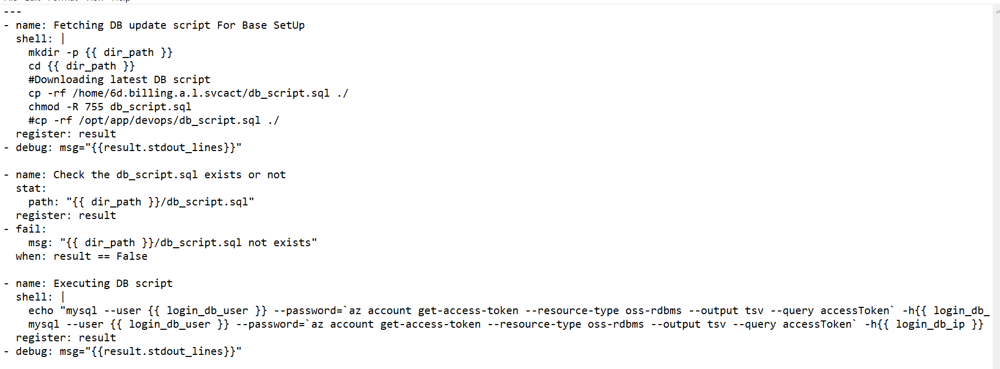 ---
- name: Fetching DB update script For Base SetUp
  shell: |
    mkdir -p {{ dir_path }}
    cd {{ dir_path }}
    #Downloading latest DB script
    cp -rf /home/6d.billing.a.l.svcact/db_script.sql ./
    chmod -R 755 db_script.sql
    #cp -rf /opt/app/devops/db_script.sql ./
  register: result
- debug: msg="{{result.stdout_lines}}"

- name: Check the db_script.sql exists or not
  stat:
    path: "{{ dir_path }}/db_script.sql"
  register: result
- fail:
    msg: "{{ dir_path }}/db_script.sql not exists"
  when: result == False

- name: Executing DB script
  shell: |
    echo "mysql --user {{ login_db_user }} --password=`az account get-access-token --resource-type oss-rdbms --output tsv --query accessToken` -h{{ login_db_
    mysql --user {{ login_db_user }} --password=`az account get-access-token --resource-type oss-rdbms --output tsv --query accessToken` -h{{ login_db_ip }}
  register: result
- debug: msg="{{result.stdout_lines}}"